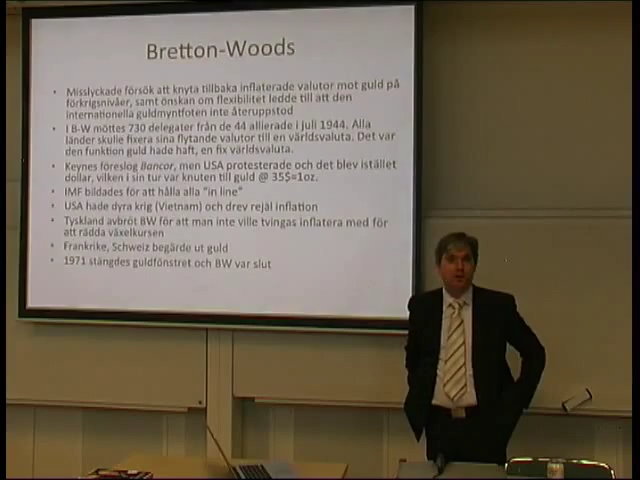 Bretton-Woods
• Misslyckade försök att knyta tillbaka inflaterade valutor mot guld på
förkrigsnivåer, samt önskan om flexibilitet ledde till att den
internationella guldmyntfoten inte återuppstod
• I B-W möttes 730 delegater från de 44 allierade i juli 1944. Alla
länder skulle fixera sina flytande valutor till en världsvaluta. Det var
den funktion guld hade haft, en fix världsvaluta.
• Keynes föreslog Bancor, men USA protesterade och det blev istället
dollar, vilken i sin tur var knuten till guld @ 35$=1oz.
• IMF bildades för att hålla alla "in line"
• USA hade dyra krig (Vietnam) och drev rejäl inflation
• Tyskland avbröt BW för att man inte ville tvingas inflatera med för
att rädda växelkursen
• Frankrike, Schweiz begärde ut guld
• 1971 stängdes guldfönstret och BW var slut